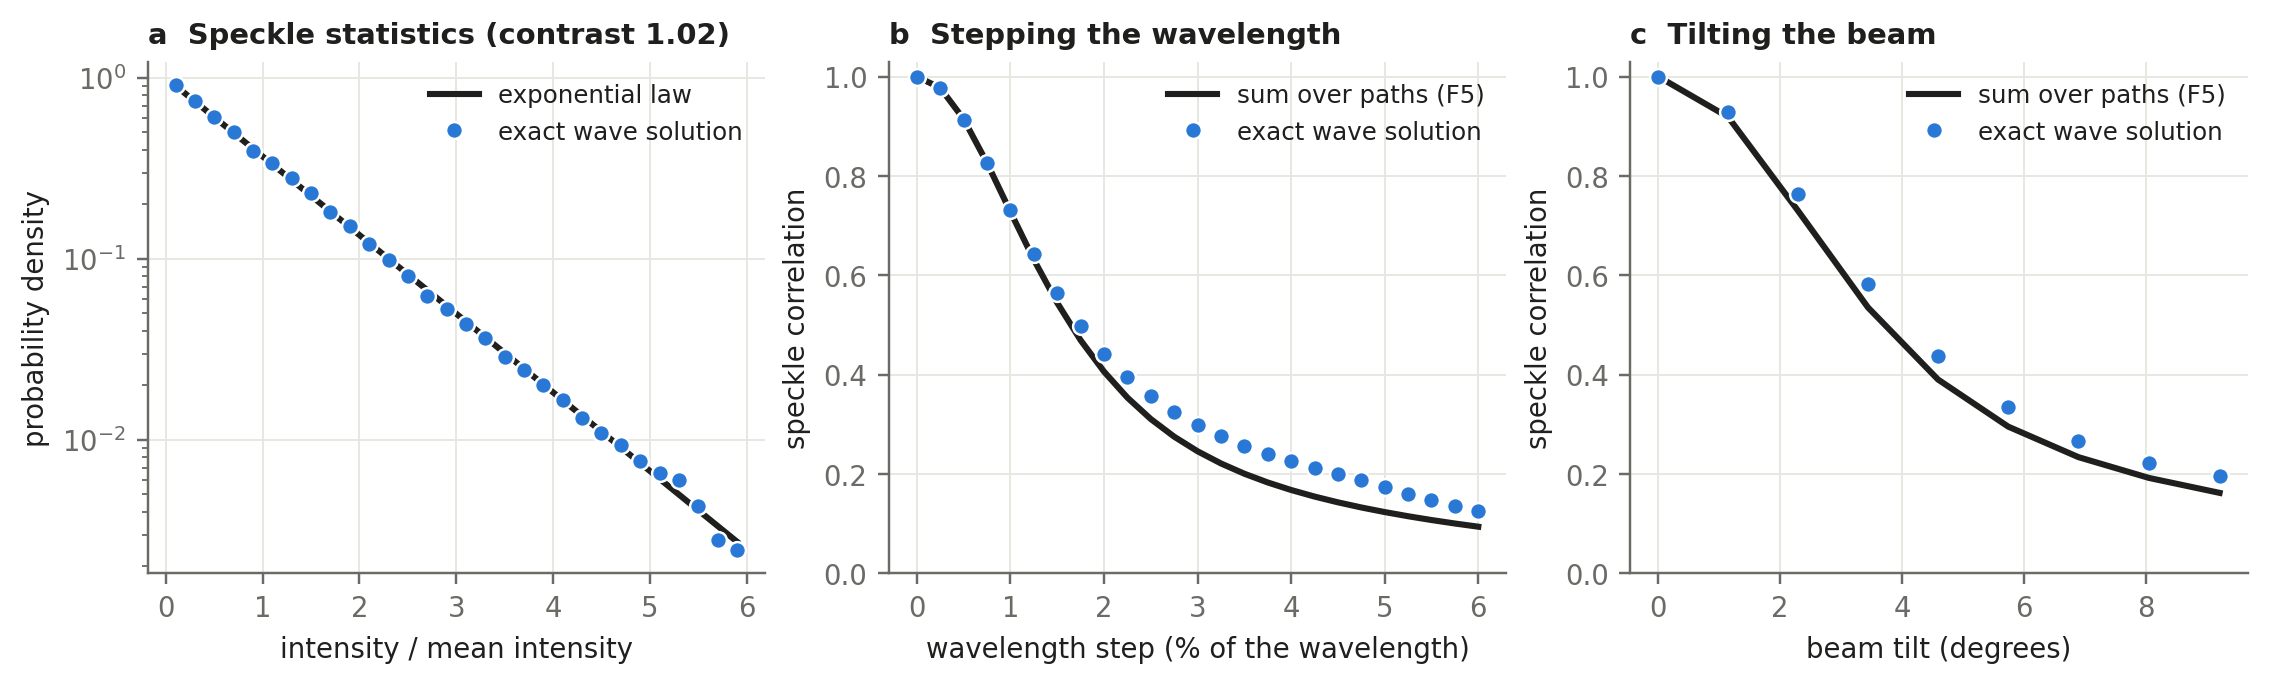 a Speckle statistics (contrast 1.02)
exponential law
exact wave solution
probability density
10⁰
10⁻¹
10⁻²
0 1 2 3 4 5 6
intensity / mean intensity
b Stepping the wavelength
sum over paths (F5)
exact wave solution
speckle correlation
1.0
0.8
0.6
0.4
0.2
0.0
0 1 2 3 4 5 6
wavelength step (% of the wavelength)
c Tilting the beam
sum over paths (F5)
exact wave solution
speckle correlation
1.0
0.8
0.6
0.4
0.2
0.0
0 2 4 6 8
beam tilt (degrees)